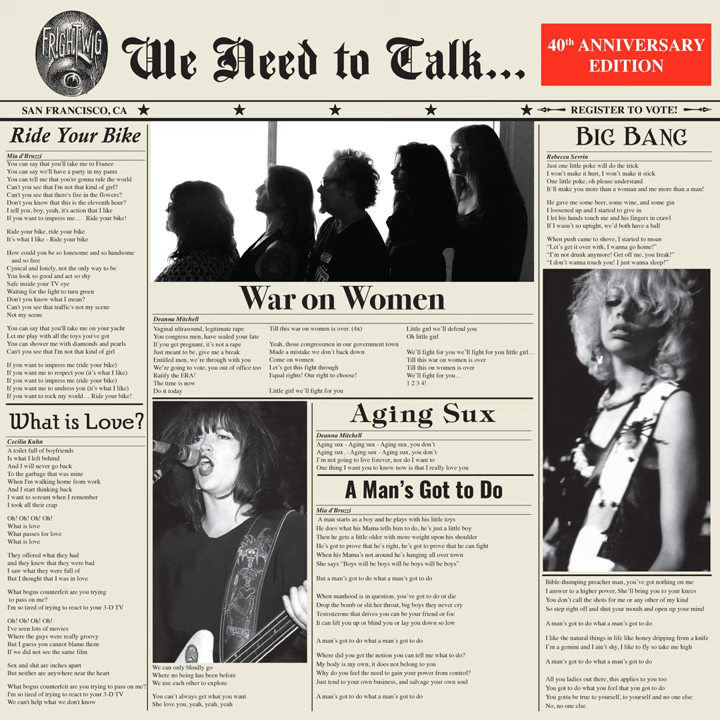 FRIGHTWIG
We Need to Talk...
40th ANNIVERSARY
EDITION
SAN FRANCISCO, CA
REGISTER TO VOTE!
Ride Your Bike
Mia d'Bruzzi
You can say that you'll take me to France
You can say we'll have a party in my pants
You can tell me that you're gonna rule the world
Can't you see that I'm not that kind of girl?
Can't you see that there's fire in the flowers?
Don't you know that this is the eleventh hour?
I tell you, boy, yeah, it's action that I like
If you want to impress me… Ride your bike!
Ride your bike, ride your bike
It's what I like - Ride your bike
How could you be so lonesome and so handsome
and so free
Cynical and lonely, not the only way to be
You look so good and act so shy
Safe inside your TV eye
Waiting for the light to turn green
Don't you know what I mean?
Can't you see that traffic's not my scene
Not my scene
You can say that you'll take me on your yacht
Let me play with all the toys you've got
You can shower me with diamonds and pearls
Can't you see that I'm not that kind of girl
If you want to impress me (ride your bike)
If you want me to respect you (it's what I like)
If you want to impress me (ride your bike)
If you want me to undress you (it's what I like)
If you want to rock my world… Ride your bike!
What is Love?
Cecilia Kuhn
A toilet full of boyfriends
Is what I left behind
And I will never go back
To the garbage that was mine
When I'm walking home from work
And I start thinking back
I want to scream when I remember
I took all their crap
Oh! Oh! Oh! Oh!
What is love
What passes for love
What is love
They offered what they had
and they knew that they were bad
I saw what they were full of
But I thought that I was in love
What bogus counterfeit are you trying
to pass on me?
I'm so tired of trying to react to your 3-D TV
Oh! Oh! Oh! Oh!
I've seen lots of movies
Where the guys were really groovy
But I guess you cannot blame them
If we did not see the same film
Sex and shit are inches apart
But neither are anywhere near the heart
What bogus counterfeit are you trying to pass on me?
I'm so tired of trying to react to your 3-D TV
We can't help what we don't know
War on Women
Deanna Mitchell
Vaginal ultrasound, legitimate rape
You congress men, have sealed your fate
If you get pregnant, it's not a rape
Just meant to be, give me a break
Entitled men, we're through with you
We're going to vote, you out of office too
Ratify the ERA!
The time is now
Do it today
Till this war on women is over. (4x)
Yeah, those congressmen in our government town
Made a mistake we don't back down
Come on women
Let's get this fight through
Equal rights! Our right to choose!
Little girl we'll fight for you
Little girl we'll defend you
Oh little girl
We'll fight for you we'll fight for you little girl…
Till this war on women is over
Till this on women is over
We'll fight for you…
1 2 3 4!
We can only blindly go
Where no being has been before
We use each other to explore
You can't always get what you want
She love you, yeah, yeah, yeah
Aging Sux
Deanna Mitchell
Aging sux - Aging sux - Aging sux, you don't
Aging sux. - Aging sux - Aging sux, you don't
I'm not going to live forever, nor do I want to
One thing I want you to know now is that I really love you
A Man's Got to Do
Mia d'Bruzzi
A man starts as a boy and he plays with his little toys
He does what his Mama tells him to do, he's just a little boy
Then he gets a little older with more weight upon his shoulder
He's got to prove that he's right, he's got to prove that he can fight
When his Mama's not around he's hanging all over town
She says "Boys will be boys will be boys will be boys"
But a man's got to do what a man's got to do
When manhood is in question, you've got to do or die
Drop the bomb or slit her throat, big boys they never cry
Testosterone that drives you can be your friend or foe
It can lift you up or blind you or lay you down so low
A man's got to do what a man's got to do
Where did you get the notion you can tell me what to do?
My body is my own, it does not belong to you
Why do you feel the need to gain your power from control?
Just tend to your own business, and salvage your own soul
A man's got to do what a man's got to do
BIG BANG
Rebecca Sevrin
Just one little poke will do the trick
I won't make it hurt, I won't make it stick
One little poke, oh please understand
It'll make you more than a woman and me more than a man!
He gave me some beer, some wine, and some gin
I loosened up and I started to give in
I let his hands touch me and his fingers in crawl
If I wasn't so uptight, we'd both have a ball
When push came to shove, I started to moan
"Let's get out of here, I wanna go home!"
"I'm not drunk anymore! Get off me, you freak!"
"I don't wanna touch you! I just wanna sleep!"
Bible-thumping preacher man, you've got nothing on me
I answer to a higher power, She'll bring you to your knees
You don't call the shots for me or any other of my kind
So step right off and shut your mouth and open up your mind
A man's got to do what a man's got to do
I like the natural things in life like honey dripping from a knife
I'm a gemini and I ain't shy, I like to fly so take me high
A man's got to do what a man's got to do
All you ladies out there, this applies to you too
You got to do what you feel that you got to do
You gotta be true to yourself, to yourself and no one else
No, no one else